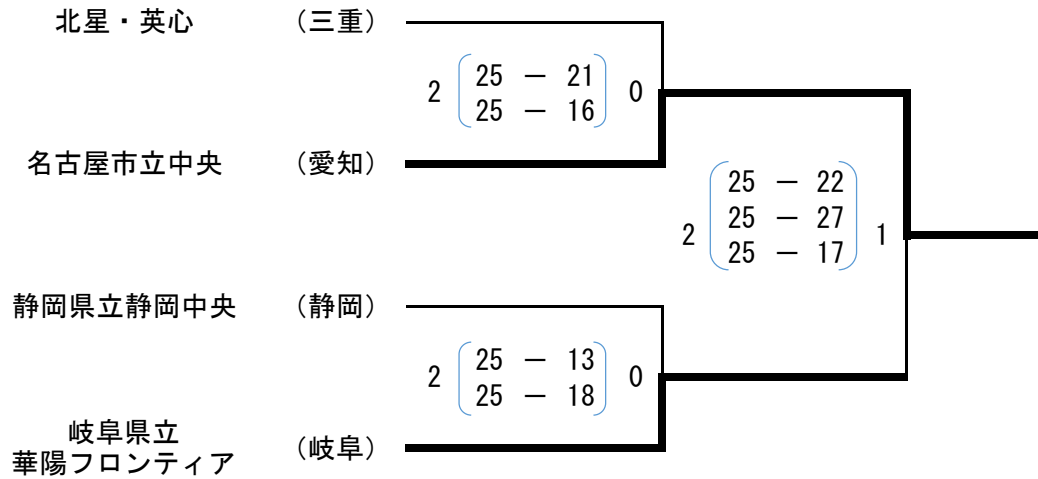 北星・英心 （三重）
2 25 － 21 0
25 － 16
名古屋市立中央 （愛知）
25 － 22
2 25 － 27 1
25 － 17
静岡県立静岡中央 （静岡）
2 25 － 13 0
25 － 18
岐阜県立
華陽フロンティア （岐阜）